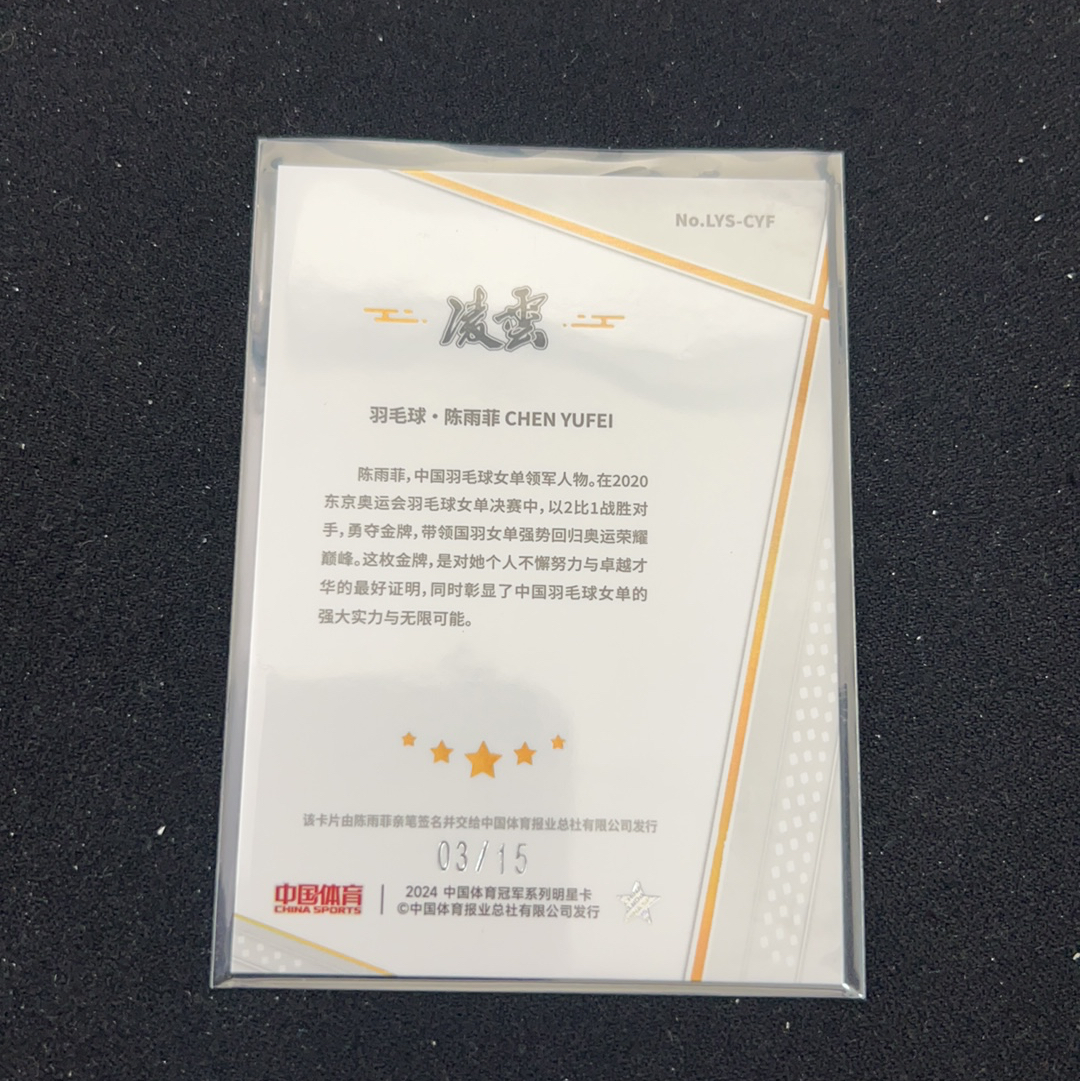 No.LYS-CYF
凌雲
羽毛球·陈雨菲 CHEN YUFEI
陈雨菲,中国羽毛球女单领军人物。在2020
东京奥运会羽毛球女单决赛中,以2比1战胜对
手,勇夺金牌,带领国羽女单强势回归奥运荣耀
巅峰。这枚金牌,是对她个人不懈努力与卓越才
华的最好证明,同时彰显了中国羽毛球女单的
强大实力与无限可能。
该卡片由陈雨菲亲笔签名并交给中国体育报业总社有限公司发行
03/15
中国体育
CHINA SPORTS
2024 中国体育冠军系列明星卡
©中国体育报业总社有限公司发行